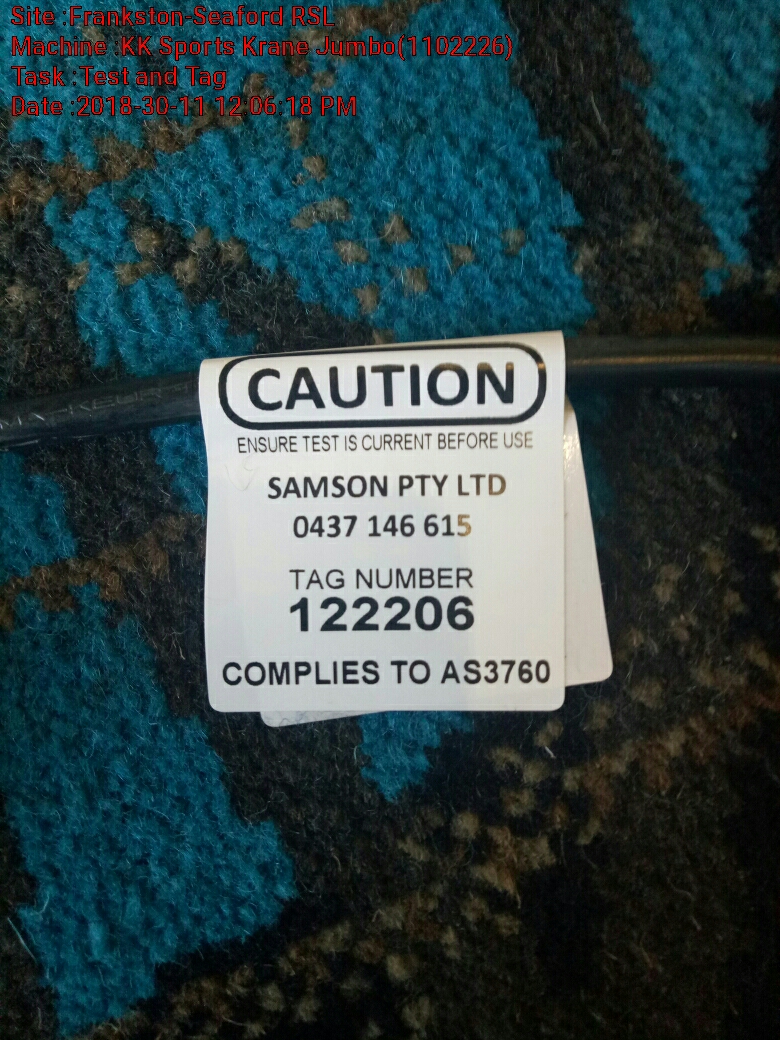 Site :Frankston-Seaford RSL
Machine :KK Sports Krane Jumbo(1102226)
Task :Test and Tag
Date :2018-30-11 12:06:18 PM
CAUTION
ENSURE TEST IS CURRENT BEFORE USE
SAMSON PTY LTD
0437 146 615
TAG NUMBER
122206
COMPLIES TO AS3760